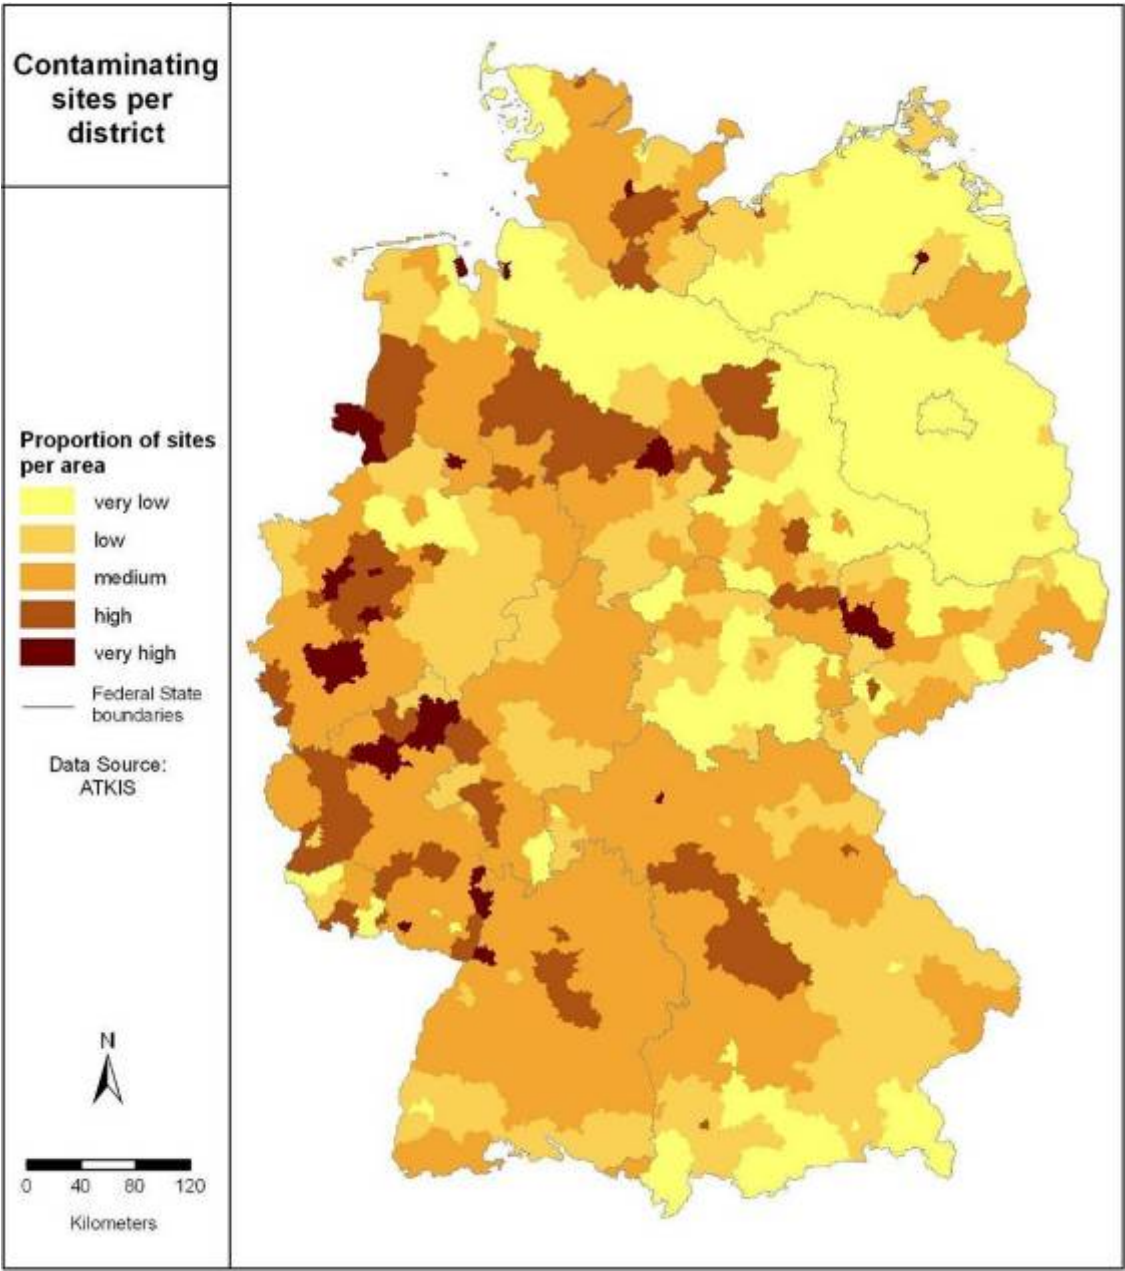 Contaminating
sites per
district
Proportion of sites
per area
very low
low
medium
high
very high
Federal State
boundaries
Data Source:
ATKIS
N
0 40 80 120
Kilometers